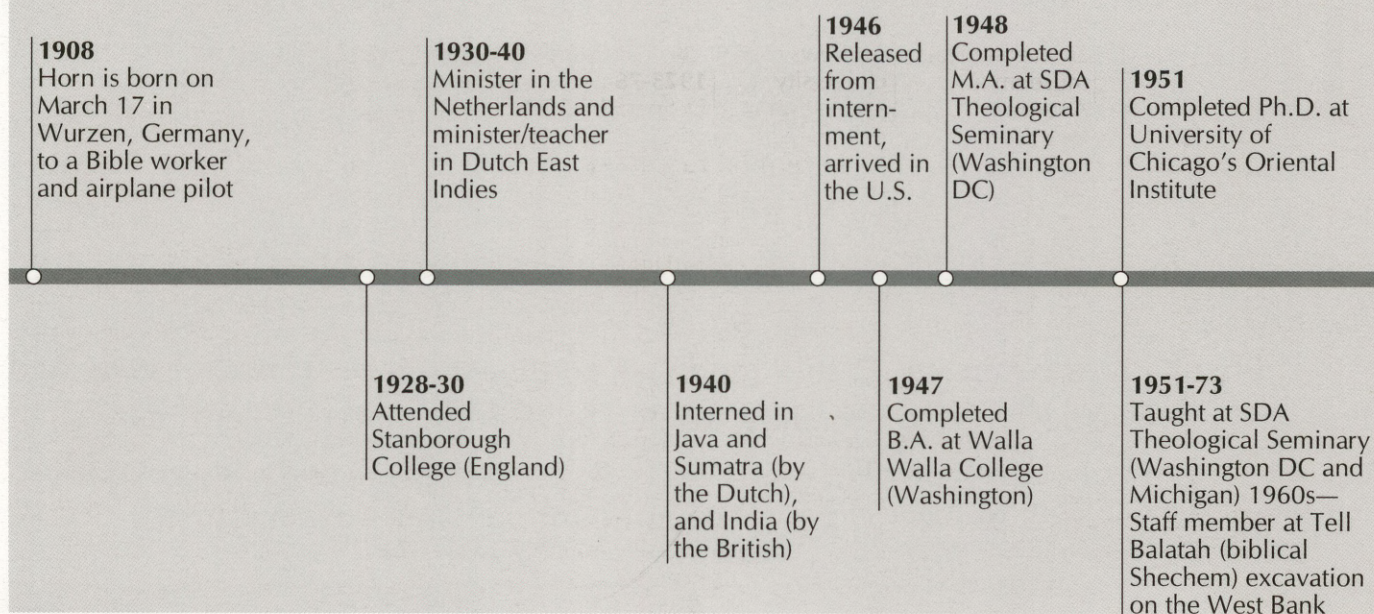 1908
Horn is born on
March 17 in
Wurzen, Germany,
to a Bible worker
and airplane pilot
1928-30
Attended
Stanborough
College (England)
1930-40
Minister in the
Netherlands and
minister/teacher
in Dutch East
Indies
1940
Interned in
Java and
Sumatra (by
the Dutch),
and India (by
the British)
1946
Released
from
intern-
ment,
arrived in
the U.S.
1947
Completed
B.A. at Walla
Walla College
(Washington)
1948
Completed
M.A. at SDA
Theological
Seminary
(Washington
DC)
1951
Completed Ph.D. at
University of
Chicago's Oriental
Institute
1951-73
Taught at SDA
Theological Seminary
(Washington DC and
Michigan) 1960s—
Staff member at Tell
Balatah (biblical
Shechem) excavation
on the West Bank